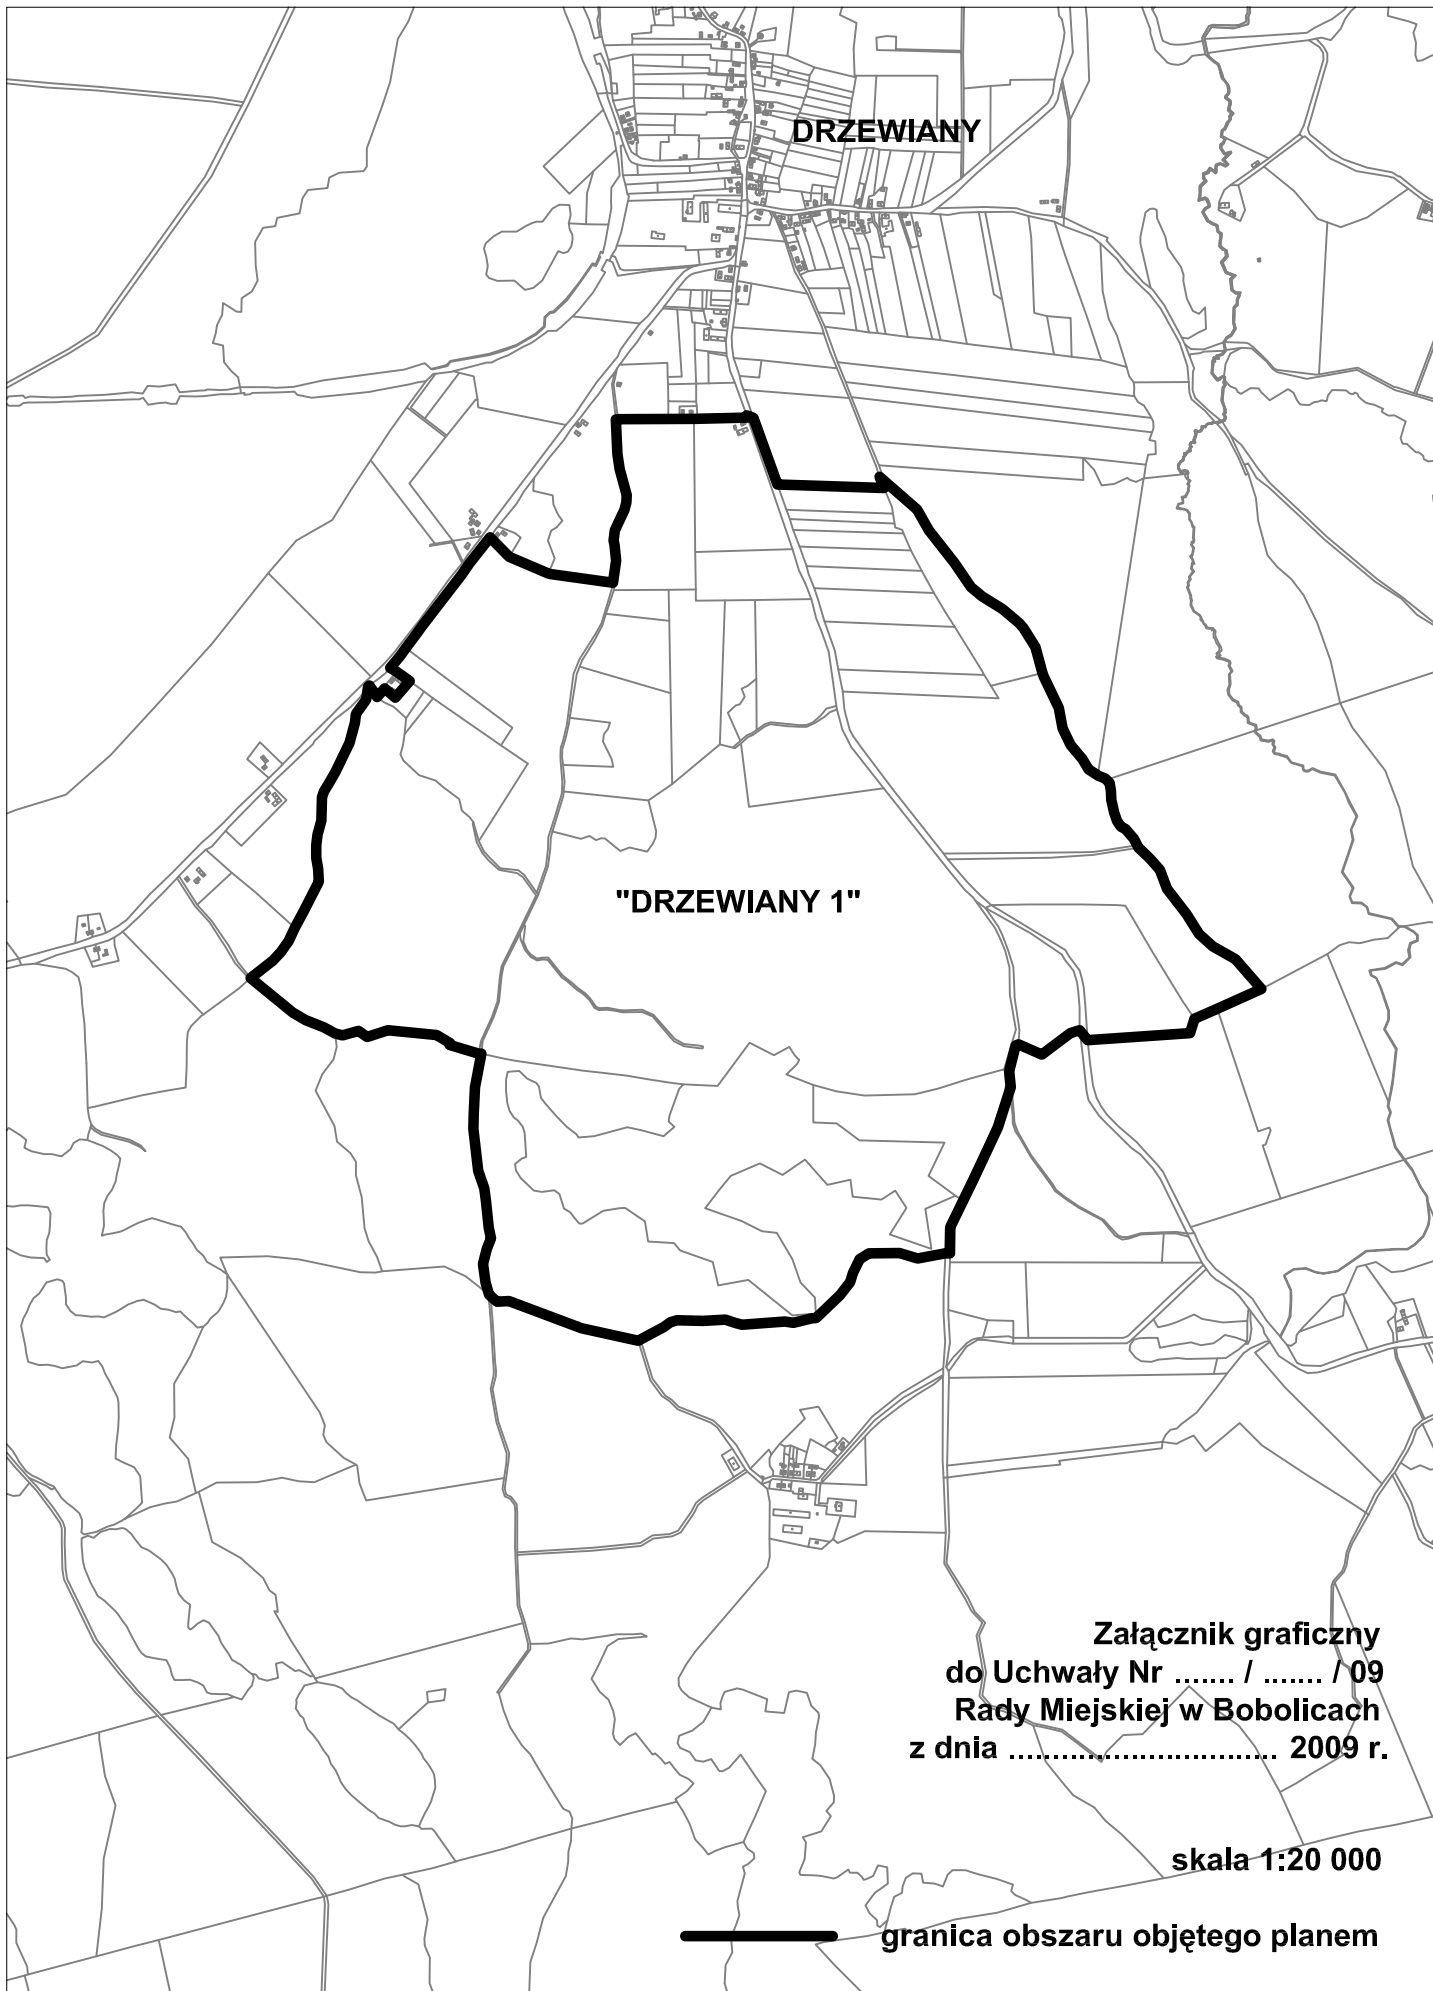 DRZEWIANY
"DRZEWIANY 1"
Załącznik graficzny
do Uchwały Nr ....... / ....... / 09
Rady Miejskiej w Bobolicach
z dnia ............................... 2009 r.
skala 1:20 000
granica obszaru objętego planem